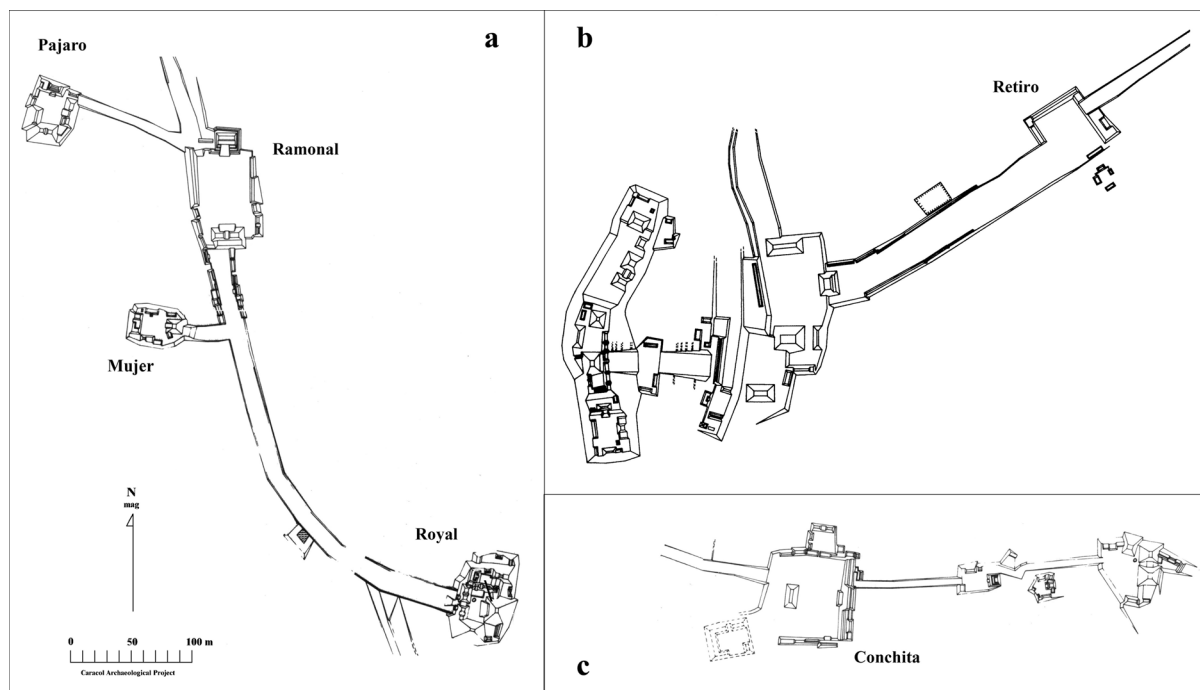 a
Pajaro
Ramonal
Mujer
Royal
N
mag
0 50 100 m
Caracol Archaeological Project
b
Retiro
Conchita
c